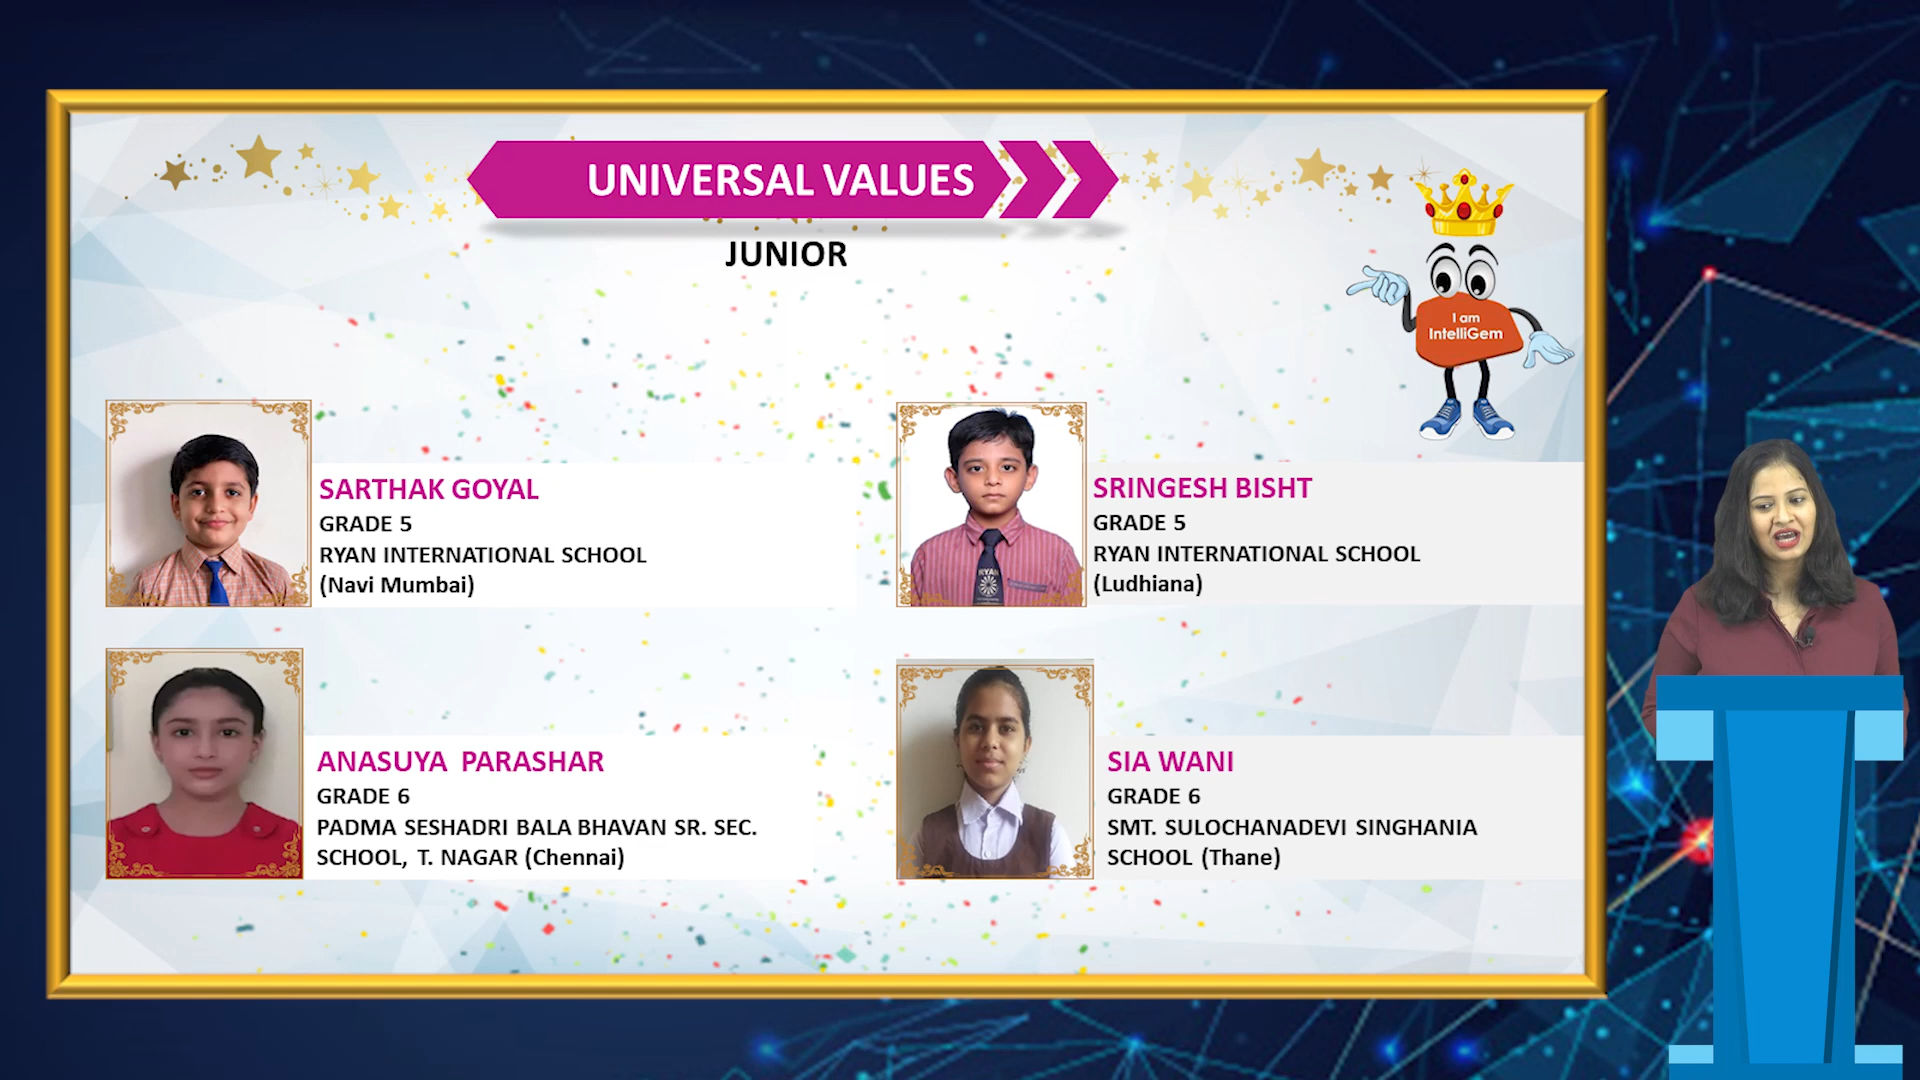 UNIVERSAL VALUES
JUNIOR
I am
IntelliGem
SARTHAK GOYAL
GRADE 5
RYAN INTERNATIONAL SCHOOL
(Navi Mumbai)
SRINGESH BISHT
GRADE 5
RYAN INTERNATIONAL SCHOOL
(Ludhiana)
RYAN
ANASUYA PARASHAR
GRADE 6
PADMA SESHADRI BALA BHAVAN SR. SEC.
SCHOOL, T. NAGAR (Chennai)
SIA WANI
GRADE 6
SMT. SULOCHANADEVI SINGHANIA
SCHOOL (Thane)